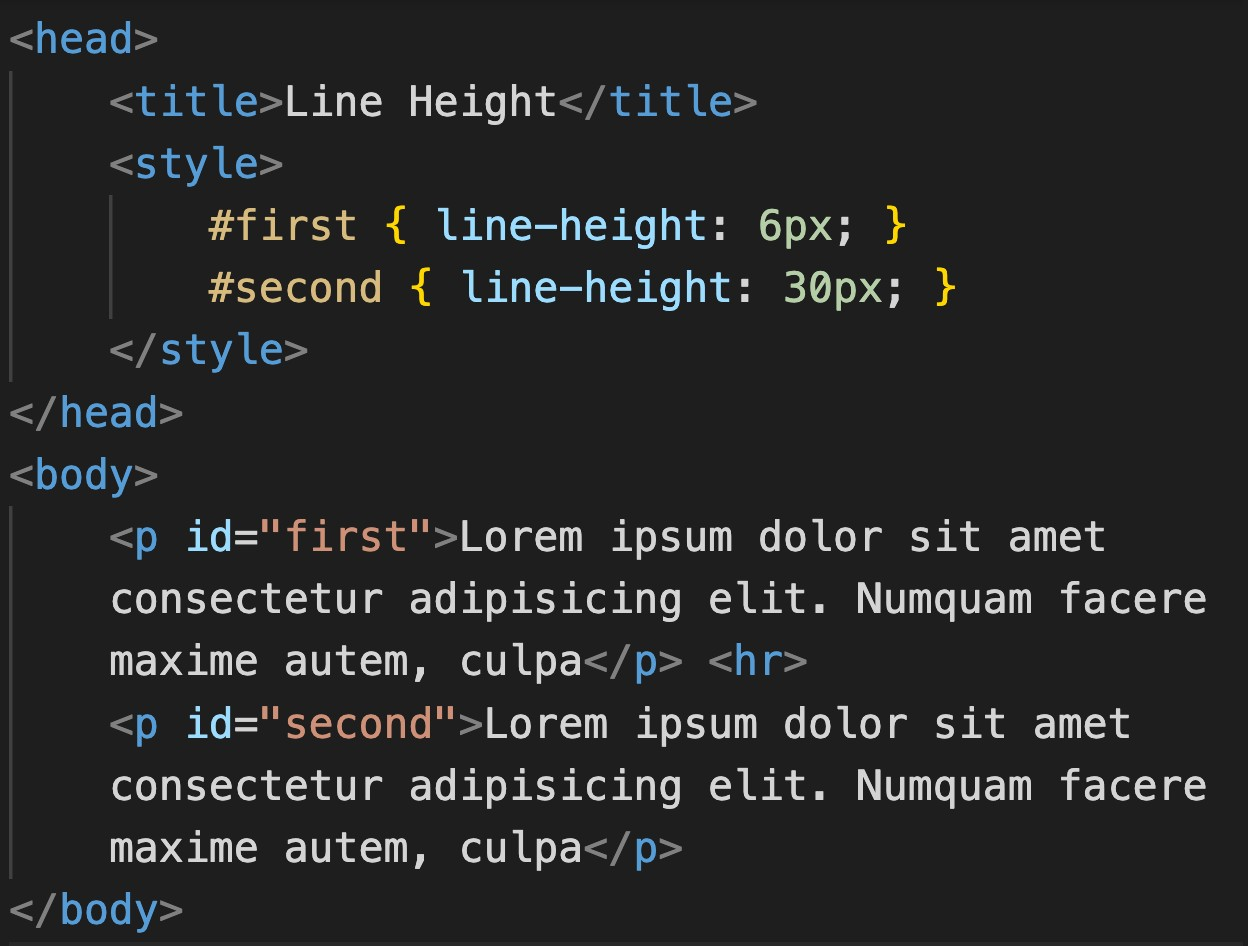 <head>
    <title>Line Height</title>
    <style>
        #first { line-height: 6px; }
        #second { line-height: 30px; }
    </style>
</head>
<body>
    <p id="first">Lorem ipsum dolor sit amet
    consectetur adipisicing elit. Numquam facere
    maxime autem, culpa</p> <hr>
    <p id="second">Lorem ipsum dolor sit amet
    consectetur adipisicing elit. Numquam facere
    maxime autem, culpa</p>
</body>